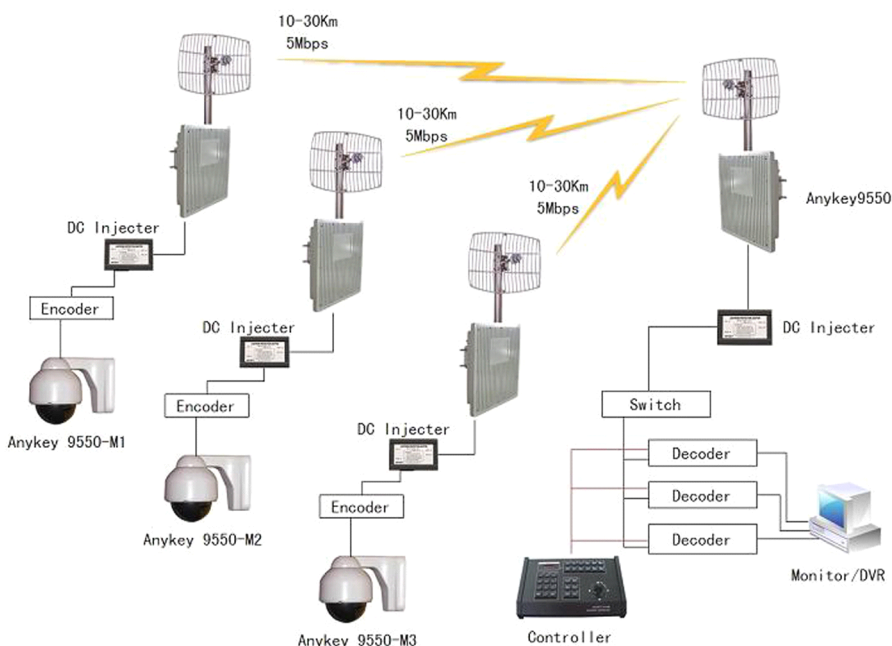 10-30Km
5Mbps
10-30Km
5Mbps
10-30Km
5Mbps
Anykey9550
DC Injecter
DC Injecter
DC Injecter
DC Injecter
Encoder
Encoder
Encoder
Switch
Decoder
Decoder
Decoder
Anykey 9550-M1
Anykey 9550-M2
Anykey 9550-M3
Monitor/DVR
Controller